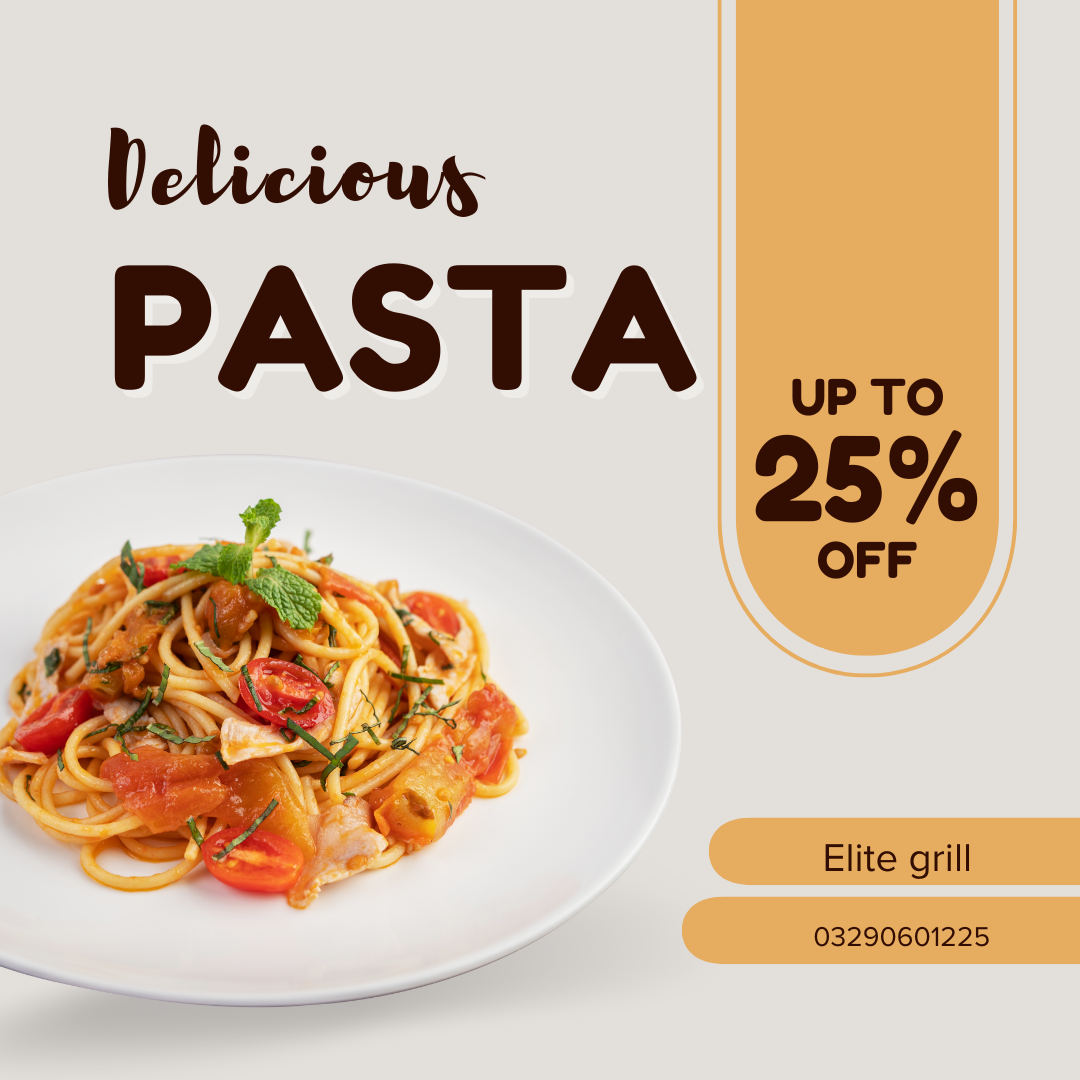 Delicious
PASTA
UP TO
25%
OFF
Elite grill
03290601225